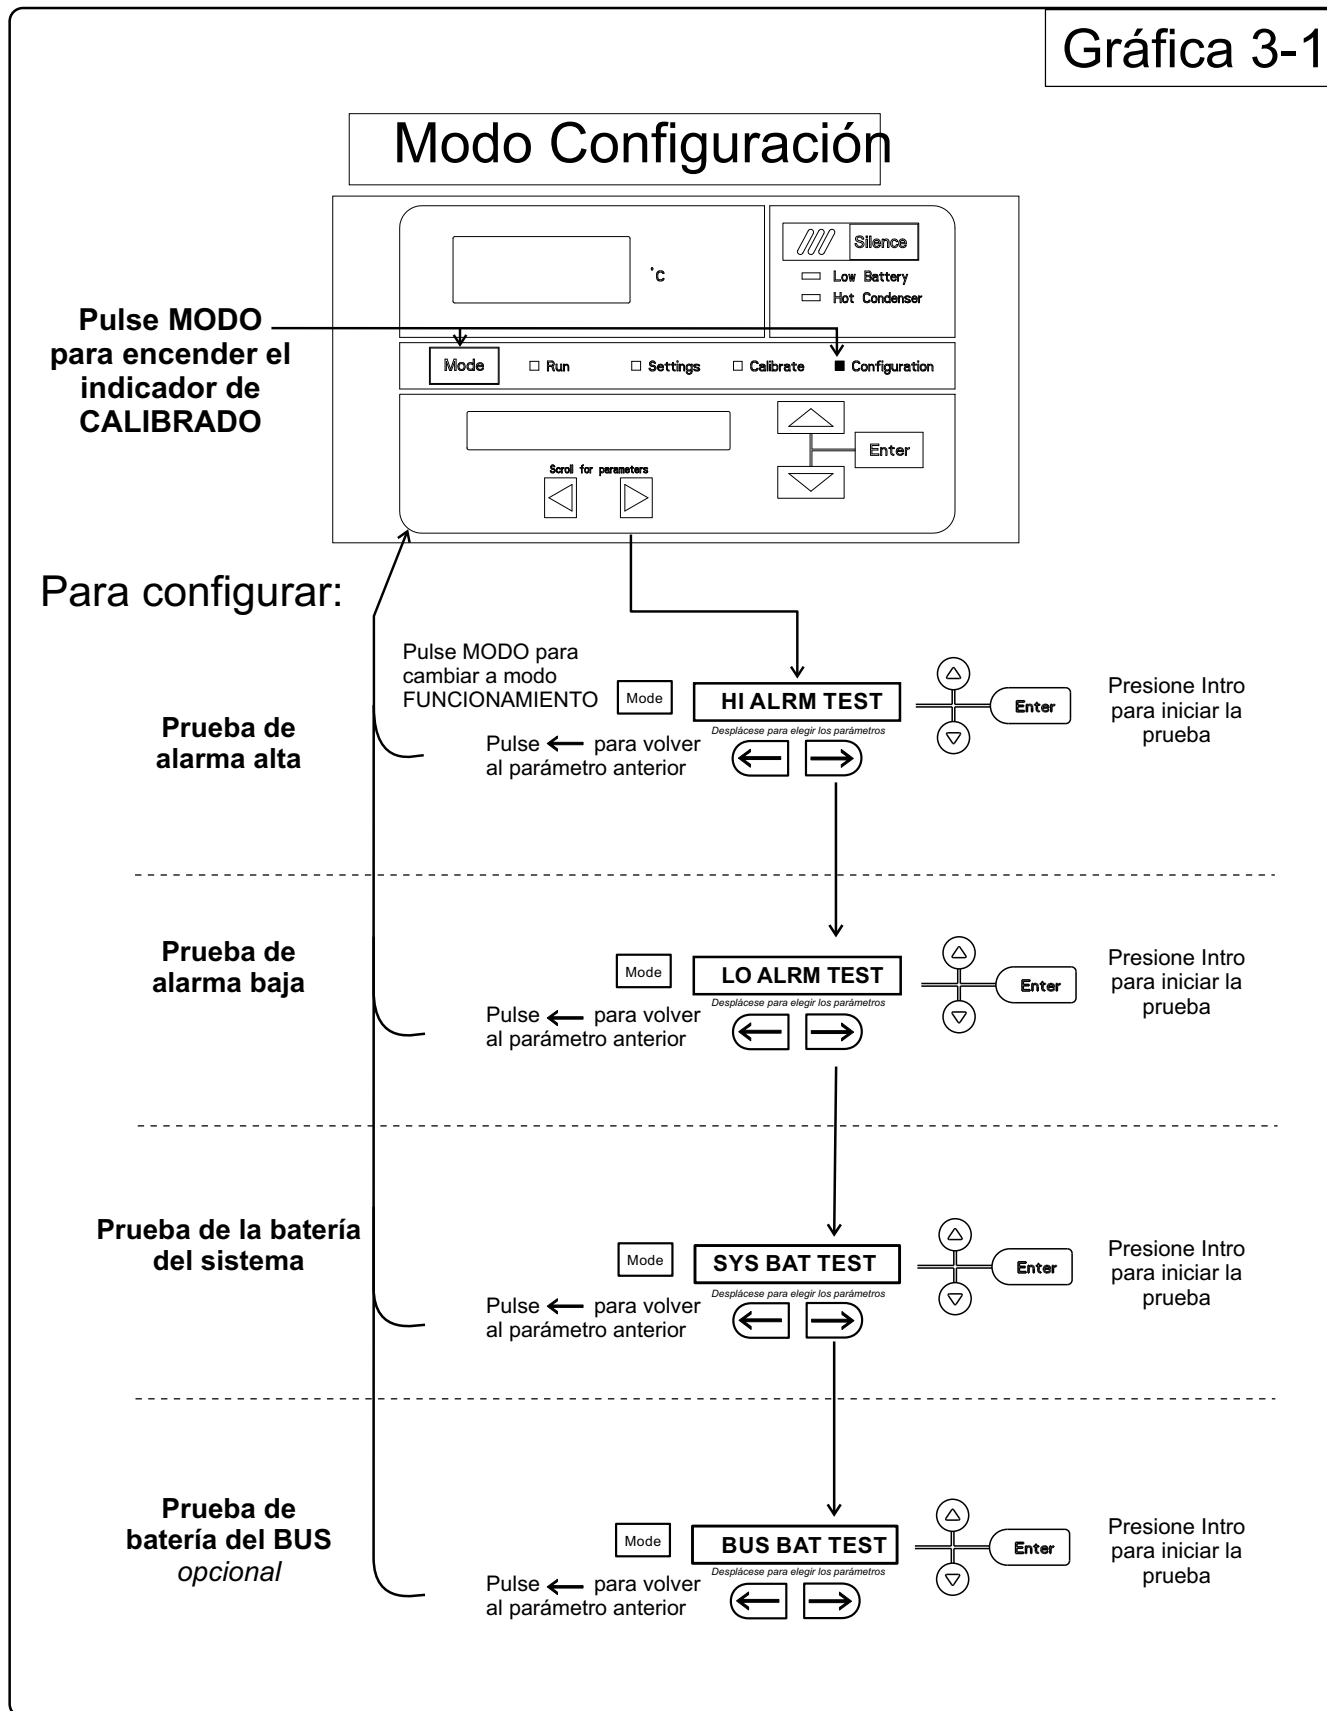 Gráfica 3-1
Modo Configuración
Silence
°C
Low Battery
Hot Condenser
Pulse MODO
para encender el
indicador de
CALIBRADO
Mode
Run
Settings
Calibrate
Configuration
Enter
Scroll for parameters
Para configurar:
Prueba de
alarma alta
Pulse MODO para
cambiar a modo
FUNCIONAMIENTO
Mode
HI ALRM TEST
Desplácese para elegir los parámetros
Pulse ← para volver
al parámetro anterior
Enter
Presione Intro
para iniciar la
prueba
Prueba de
alarma baja
Mode
LO ALRM TEST
Desplácese para elegir los parámetros
Pulse ← para volver
al parámetro anterior
Enter
Presione Intro
para iniciar la
prueba
Prueba de la batería
del sistema
Mode
SYS BAT TEST
Desplácese para elegir los parámetros
Pulse ← para volver
al parámetro anterior
Enter
Presione Intro
para iniciar la
prueba
Prueba de
batería del BUS
opcional
Mode
BUS BAT TEST
Desplácese para elegir los parámetros
Pulse ← para volver
al parámetro anterior
Enter
Presione Intro
para iniciar la
prueba